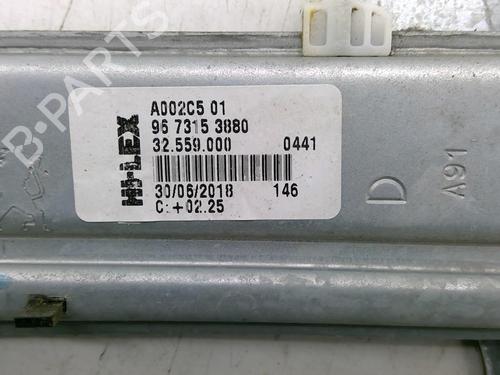 B-PARTS
HI-LEX
A002C5 01
96 7315 3880
32.559.000 0441
30/06/2018 146
C:+02.25
D
A91